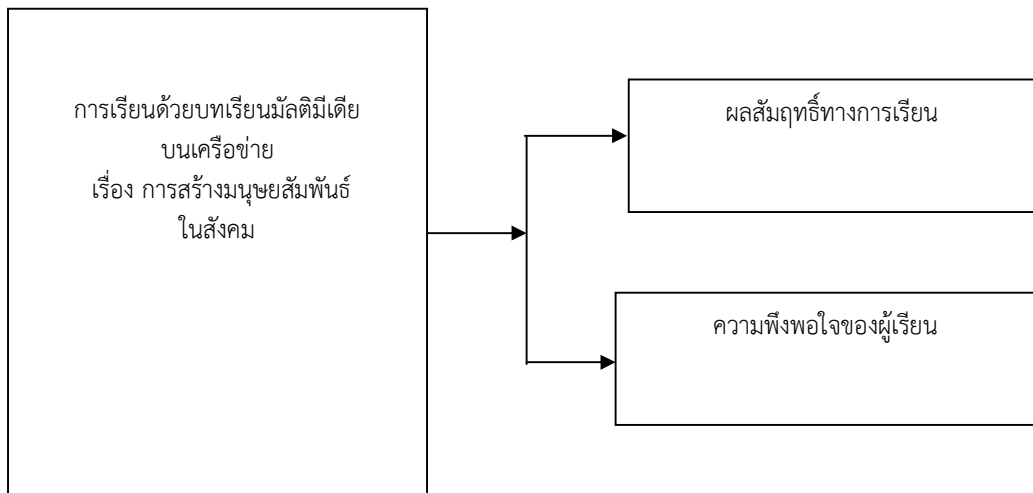 การเรียนด้วยบทเรียนมัลติมีเดีย
บนเครือข่าย
เรื่อง การสร้างมนุษยสัมพันธ์
ในสังคม
ผลสัมฤทธิ์ทางการเรียน
ความพึงพอใจของผู้เรียน